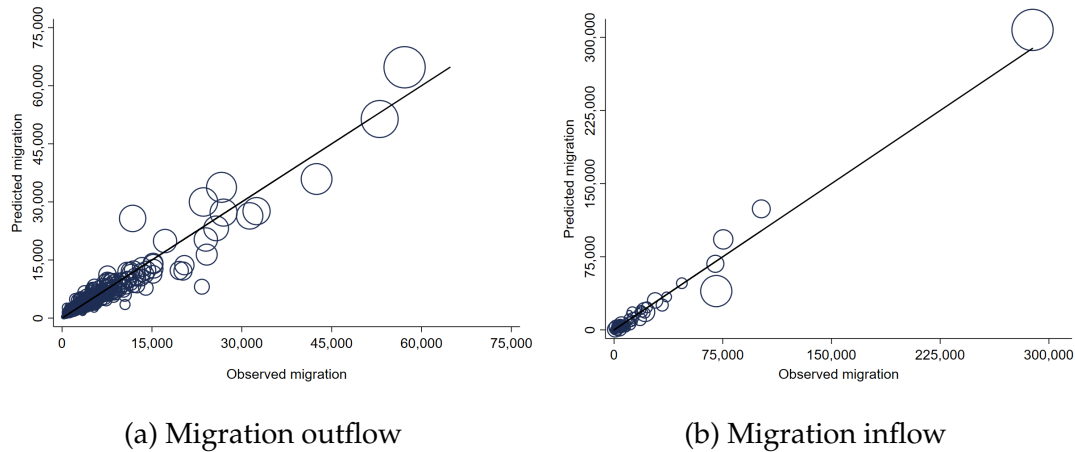 75,000
60,000
45,000
30,000
15,000
0
Predicted migration
0 15,000 30,000 45,000 60,000 75,000
Observed migration
(a) Migration outflow
300,000
225,000
150,000
75,000
0
Predicted migration
0 75,000 150,000 225,000 300,000
Observed migration
(b) Migration inflow